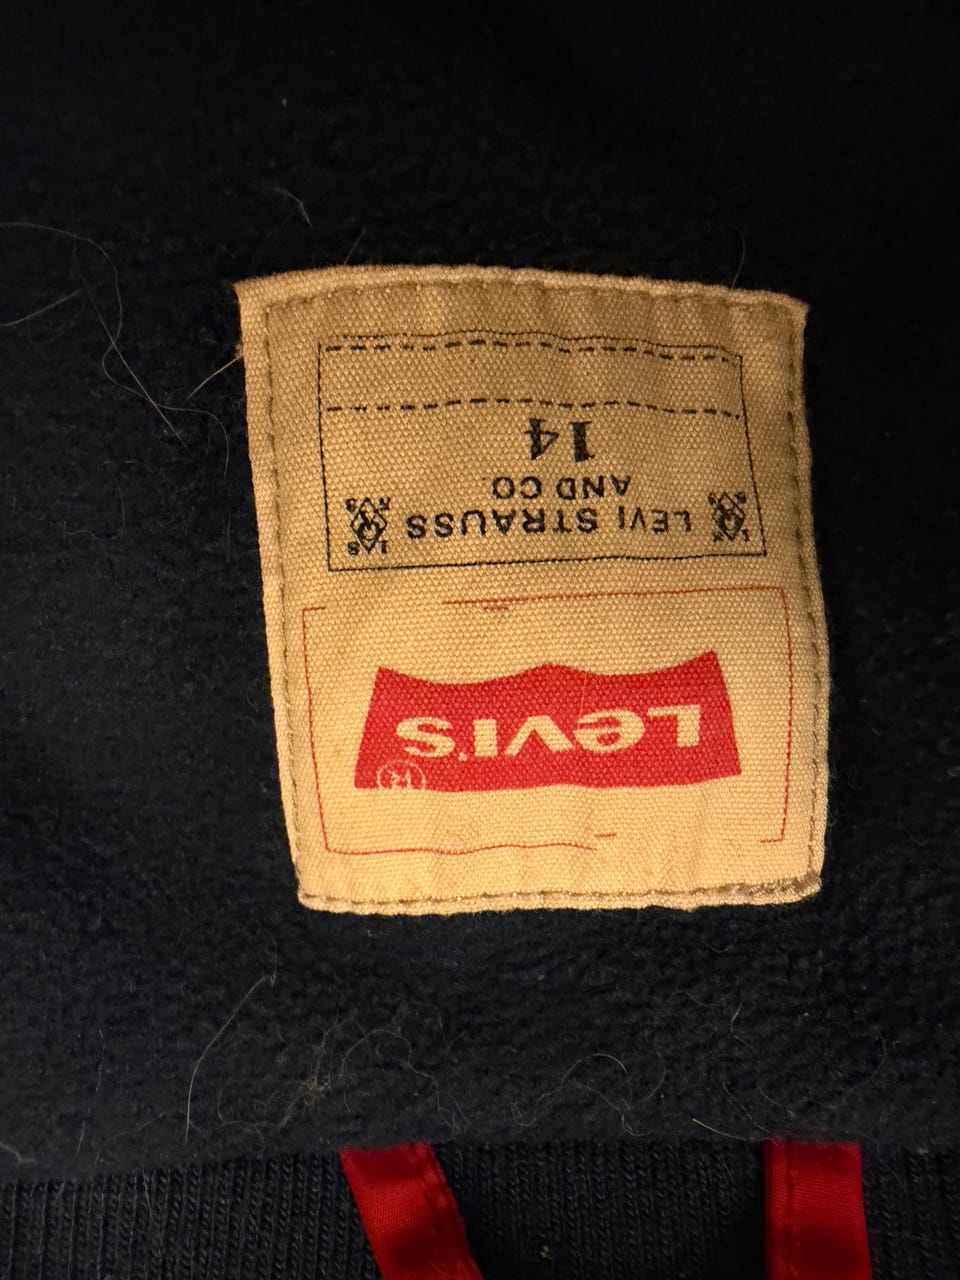 Levi's
®
LEVI STRAUSS
AND CO.
14